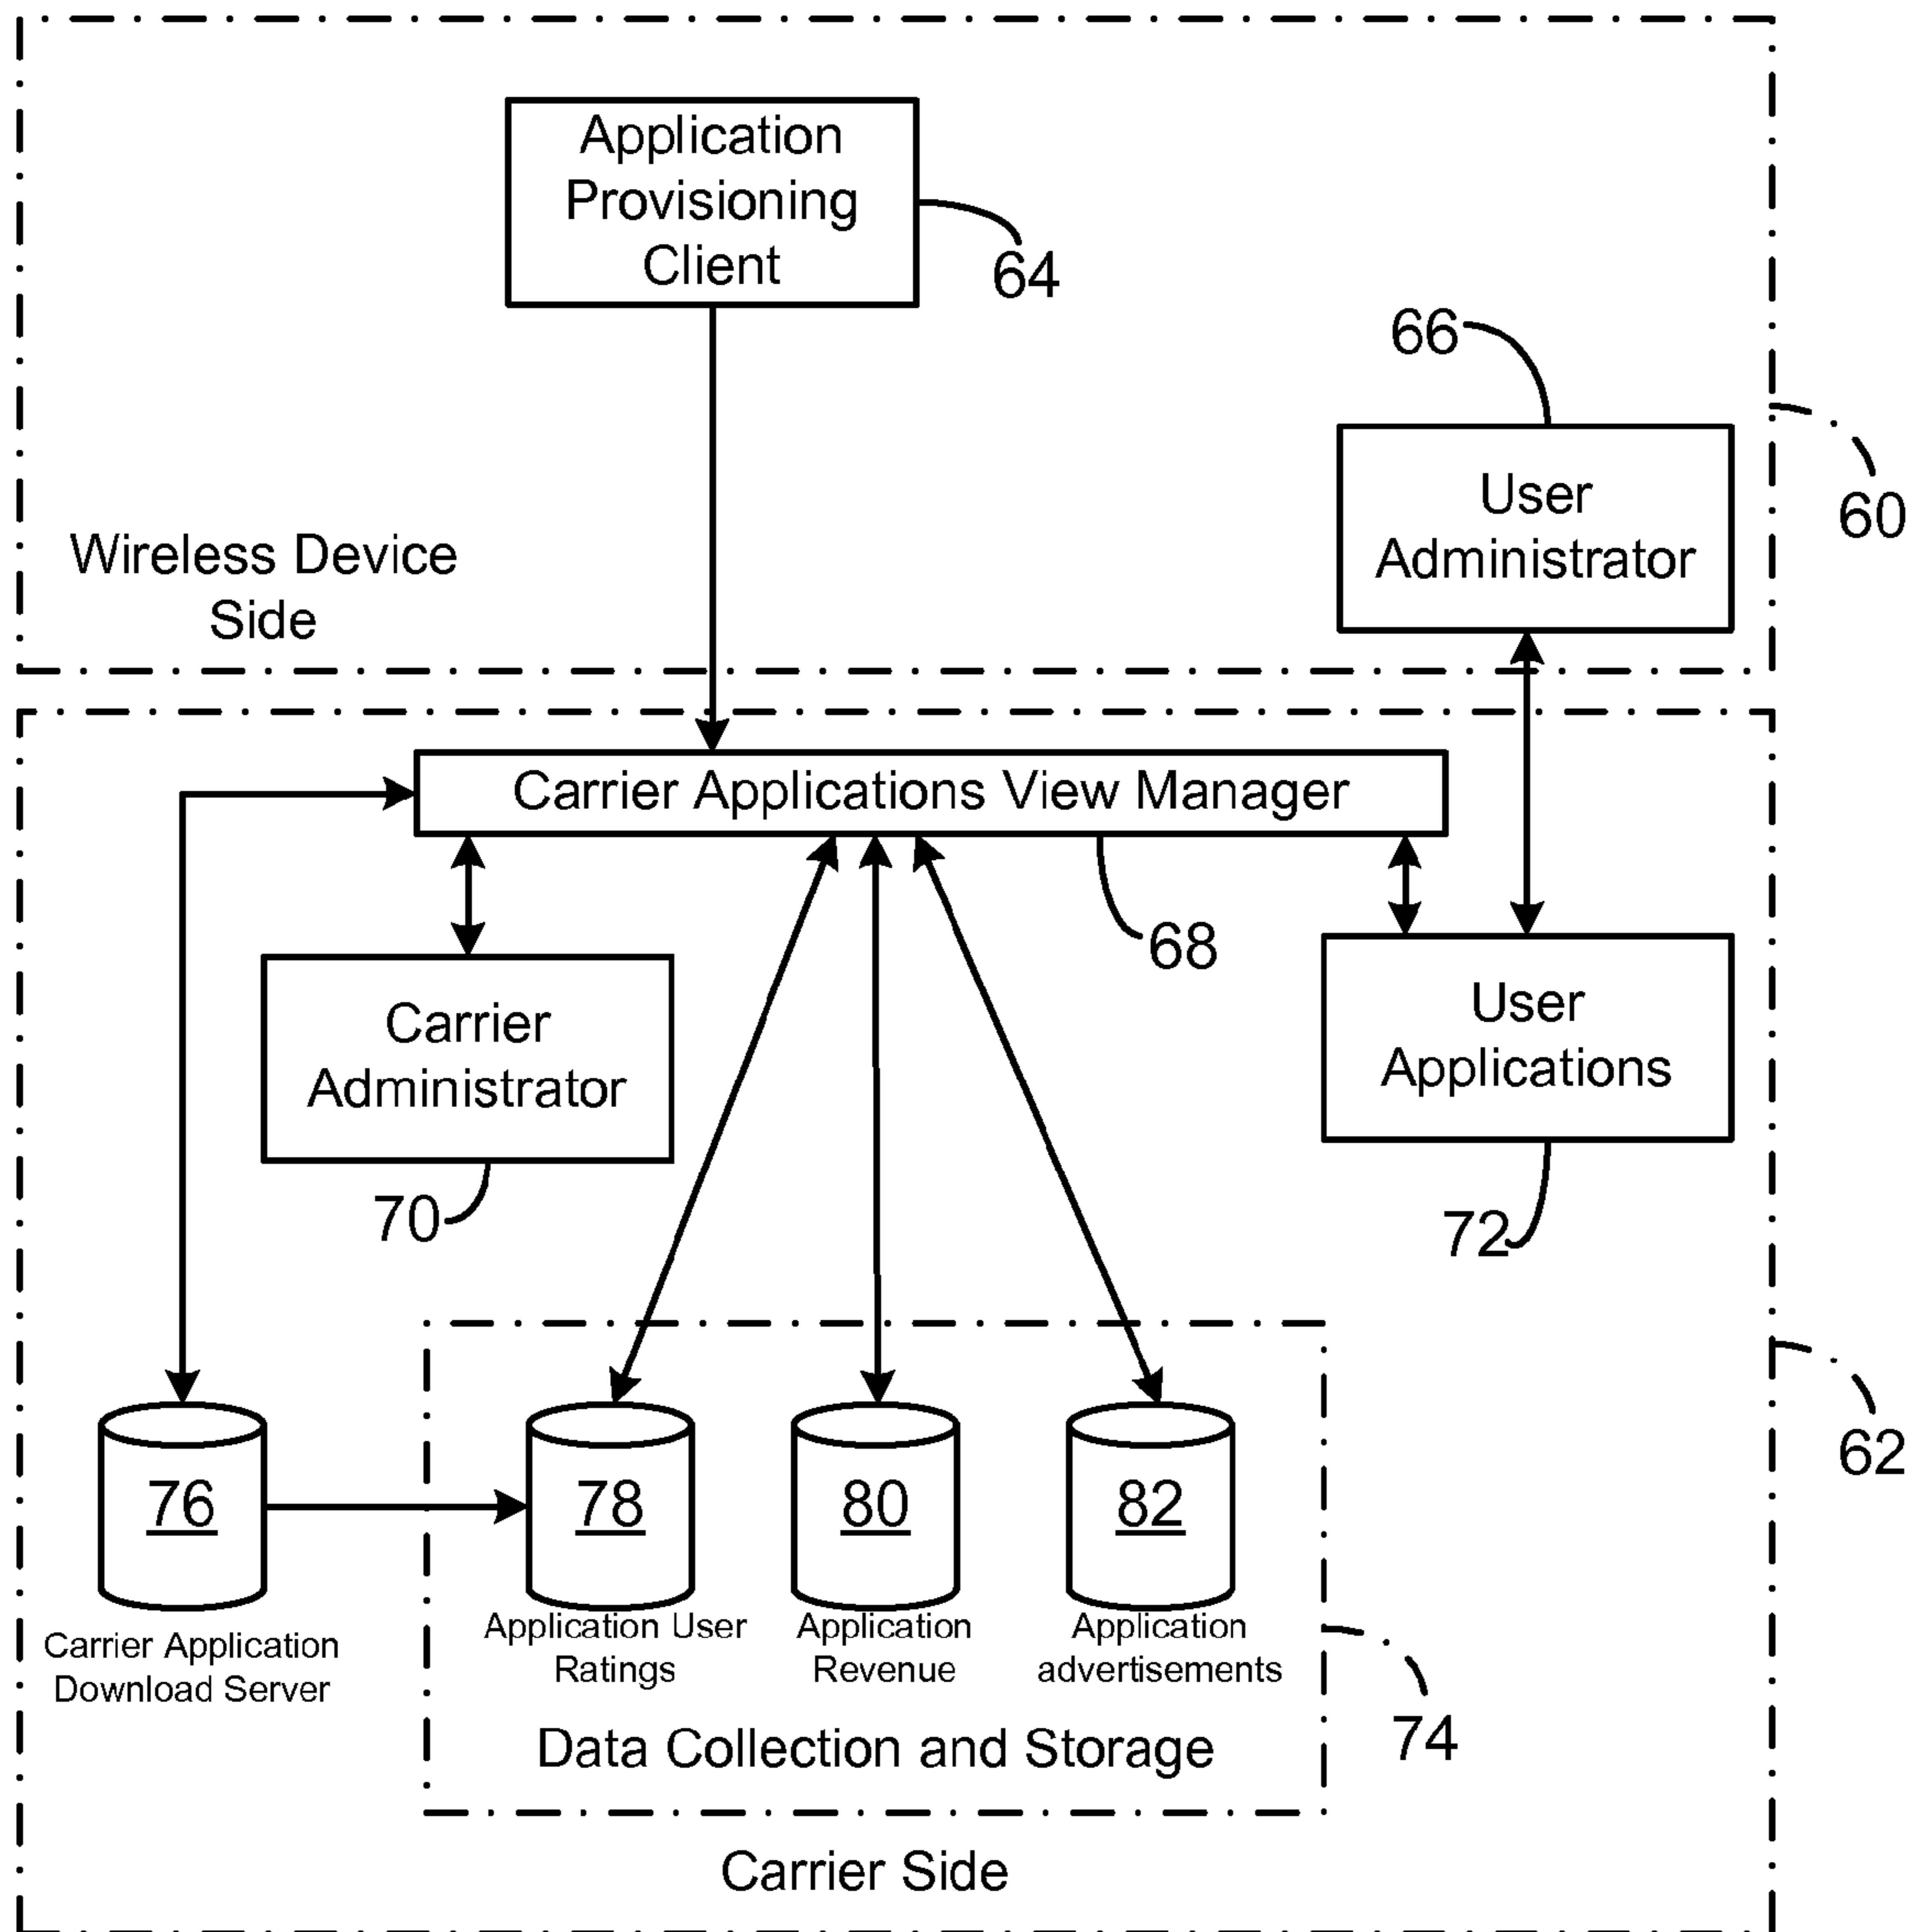 Application
Provisioning
Client
64
66
User
Administrator
60
Wireless Device
Side
Carrier Applications View Manager
68
Carrier
Administrator
70
User
Applications
72
62
76
78
80
82
Carrier Application
Download Server
Application User
Ratings
Application
Revenue
Application
advertisements
Data Collection and Storage
74
Carrier Side